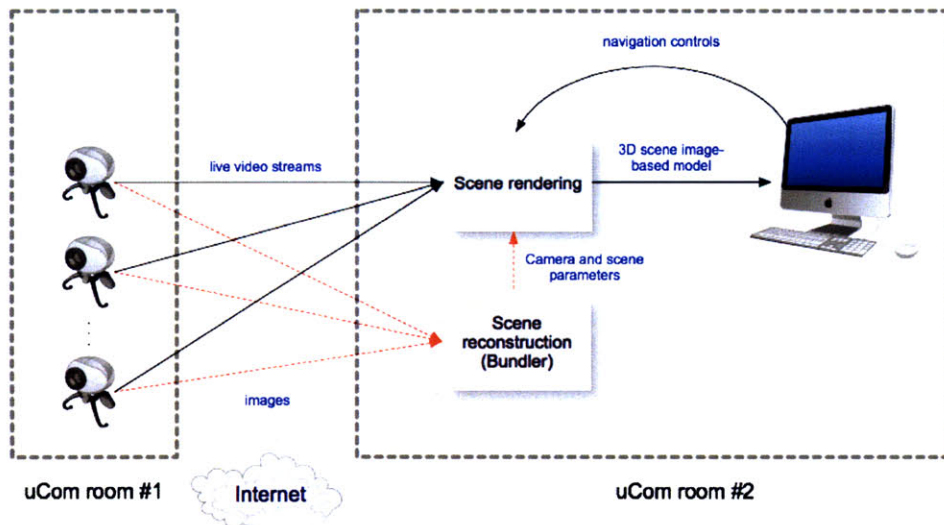 navigation controls
live video streams
3D scene image-
based model
Scene rendering
Camera and scene
parameters
Scene
reconstruction
(Bundler)
images
uCom room #1
Internet
uCom room #2